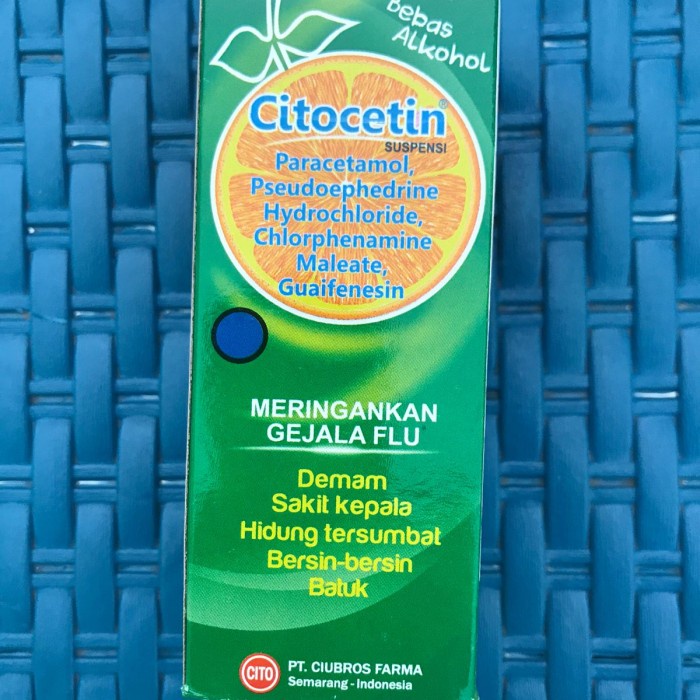 Bebas
Alkohol
Citocetin®
SUSPENSI
Paracetamol,
Pseudoephedrine
Hydrochloride,
Chlorphenamine
Maleate,
Guaifenesin
MERINGANKAN
GEJALA FLU
Demam
Sakit kepala
Hidung tersumbat
Bersin-bersin
Batuk
CITO
PT. CIUBROS FARMA
Semarang - Indonesia